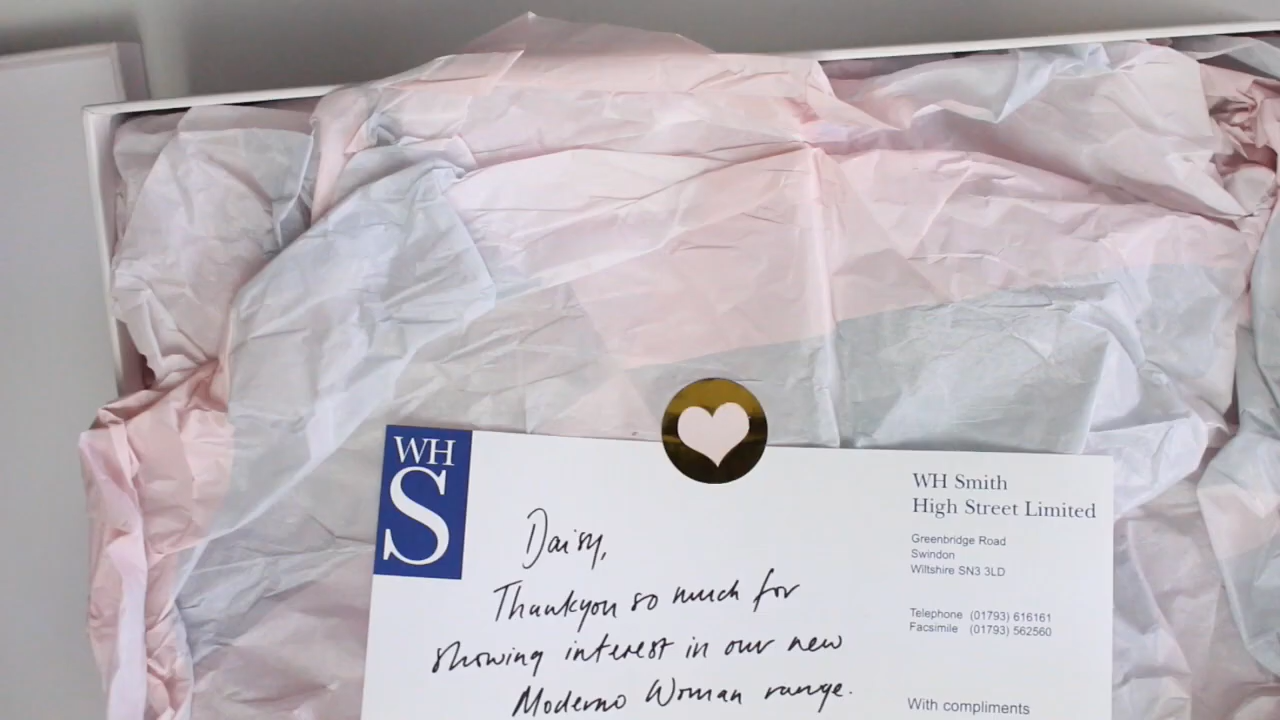 WH
S
WH Smith
High Street Limited
Greenbridge Road
Swindon
Wiltshire SN3 3LD
Telephone (01793) 616161
Facsimile (01793) 562560
With compliments
Daisy,
Thankyou so much for
showing interest in our new
Moderno Woman range.